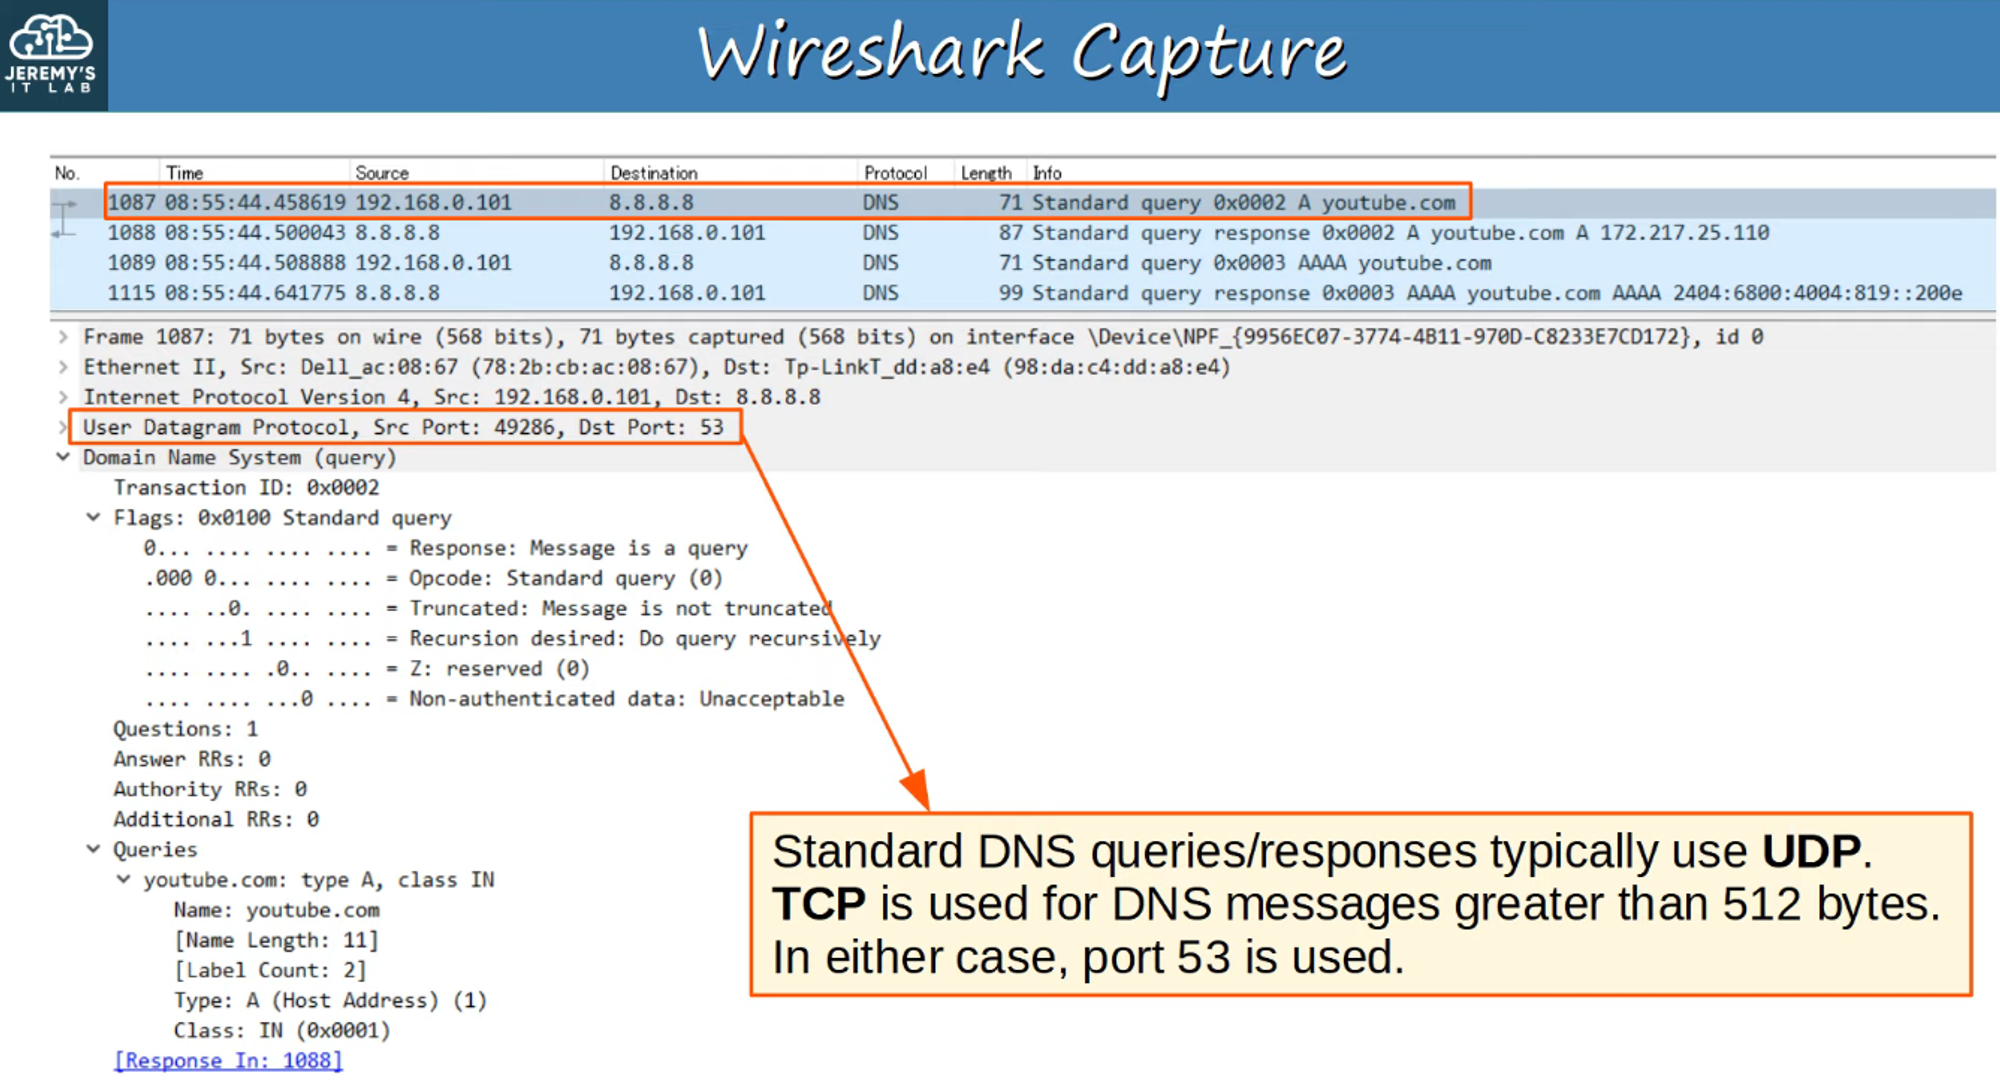 JEREMY'S
IT LAB
Wireshark Capture
No. Time Source Destination Protocol Length Info
1087 08:55:44.458619 192.168.0.101 8.8.8.8 DNS 71 Standard query 0x0002 A youtube.com
1088 08:55:44.500043 8.8.8.8 192.168.0.101 DNS 87 Standard query response 0x0002 A youtube.com A 172.217.25.110
1089 08:55:44.508888 192.168.0.101 8.8.8.8 DNS 71 Standard query 0x0003 AAAA youtube.com
1115 08:55:44.641775 8.8.8.8 192.168.0.101 DNS 99 Standard query response 0x0003 AAAA youtube.com AAAA 2404:6800:4004:819::200e
Frame 1087: 71 bytes on wire (568 bits), 71 bytes captured (568 bits) on interface \Device\NPF_{9956EC07-3774-4B11-970D-C8233E7CD172}, id 0
Ethernet II, Src: Dell_ac:08:67 (78:2b:cb:ac:08:67), Dst: Tp-LinkT_dd:a8:e4 (98:da:c4:dd:a8:e4)
Internet Protocol Version 4, Src: 192.168.0.101, Dst: 8.8.8.8
User Datagram Protocol, Src Port: 49286, Dst Port: 53
Domain Name System (query)
Transaction ID: 0x0002
Flags: 0x0100 Standard query
0... .... .... .... = Response: Message is a query
.000 0... .... .... = Opcode: Standard query (0)
.... ..0. .... .... = Truncated: Message is not truncated
.... ...1 .... .... = Recursion desired: Do query recursively
.... .... .0.. .... = Z: reserved (0)
.... .... ...0 .... = Non-authenticated data: Unacceptable
Questions: 1
Answer RRs: 0
Authority RRs: 0
Additional RRs: 0
Queries
youtube.com: type A, class IN
Name: youtube.com
[Name Length: 11]
[Label Count: 2]
Type: A (Host Address) (1)
Class: IN (0x0001)
[Response In: 1088]
Standard DNS queries/responses typically use UDP.
TCP is used for DNS messages greater than 512 bytes.
In either case, port 53 is used.